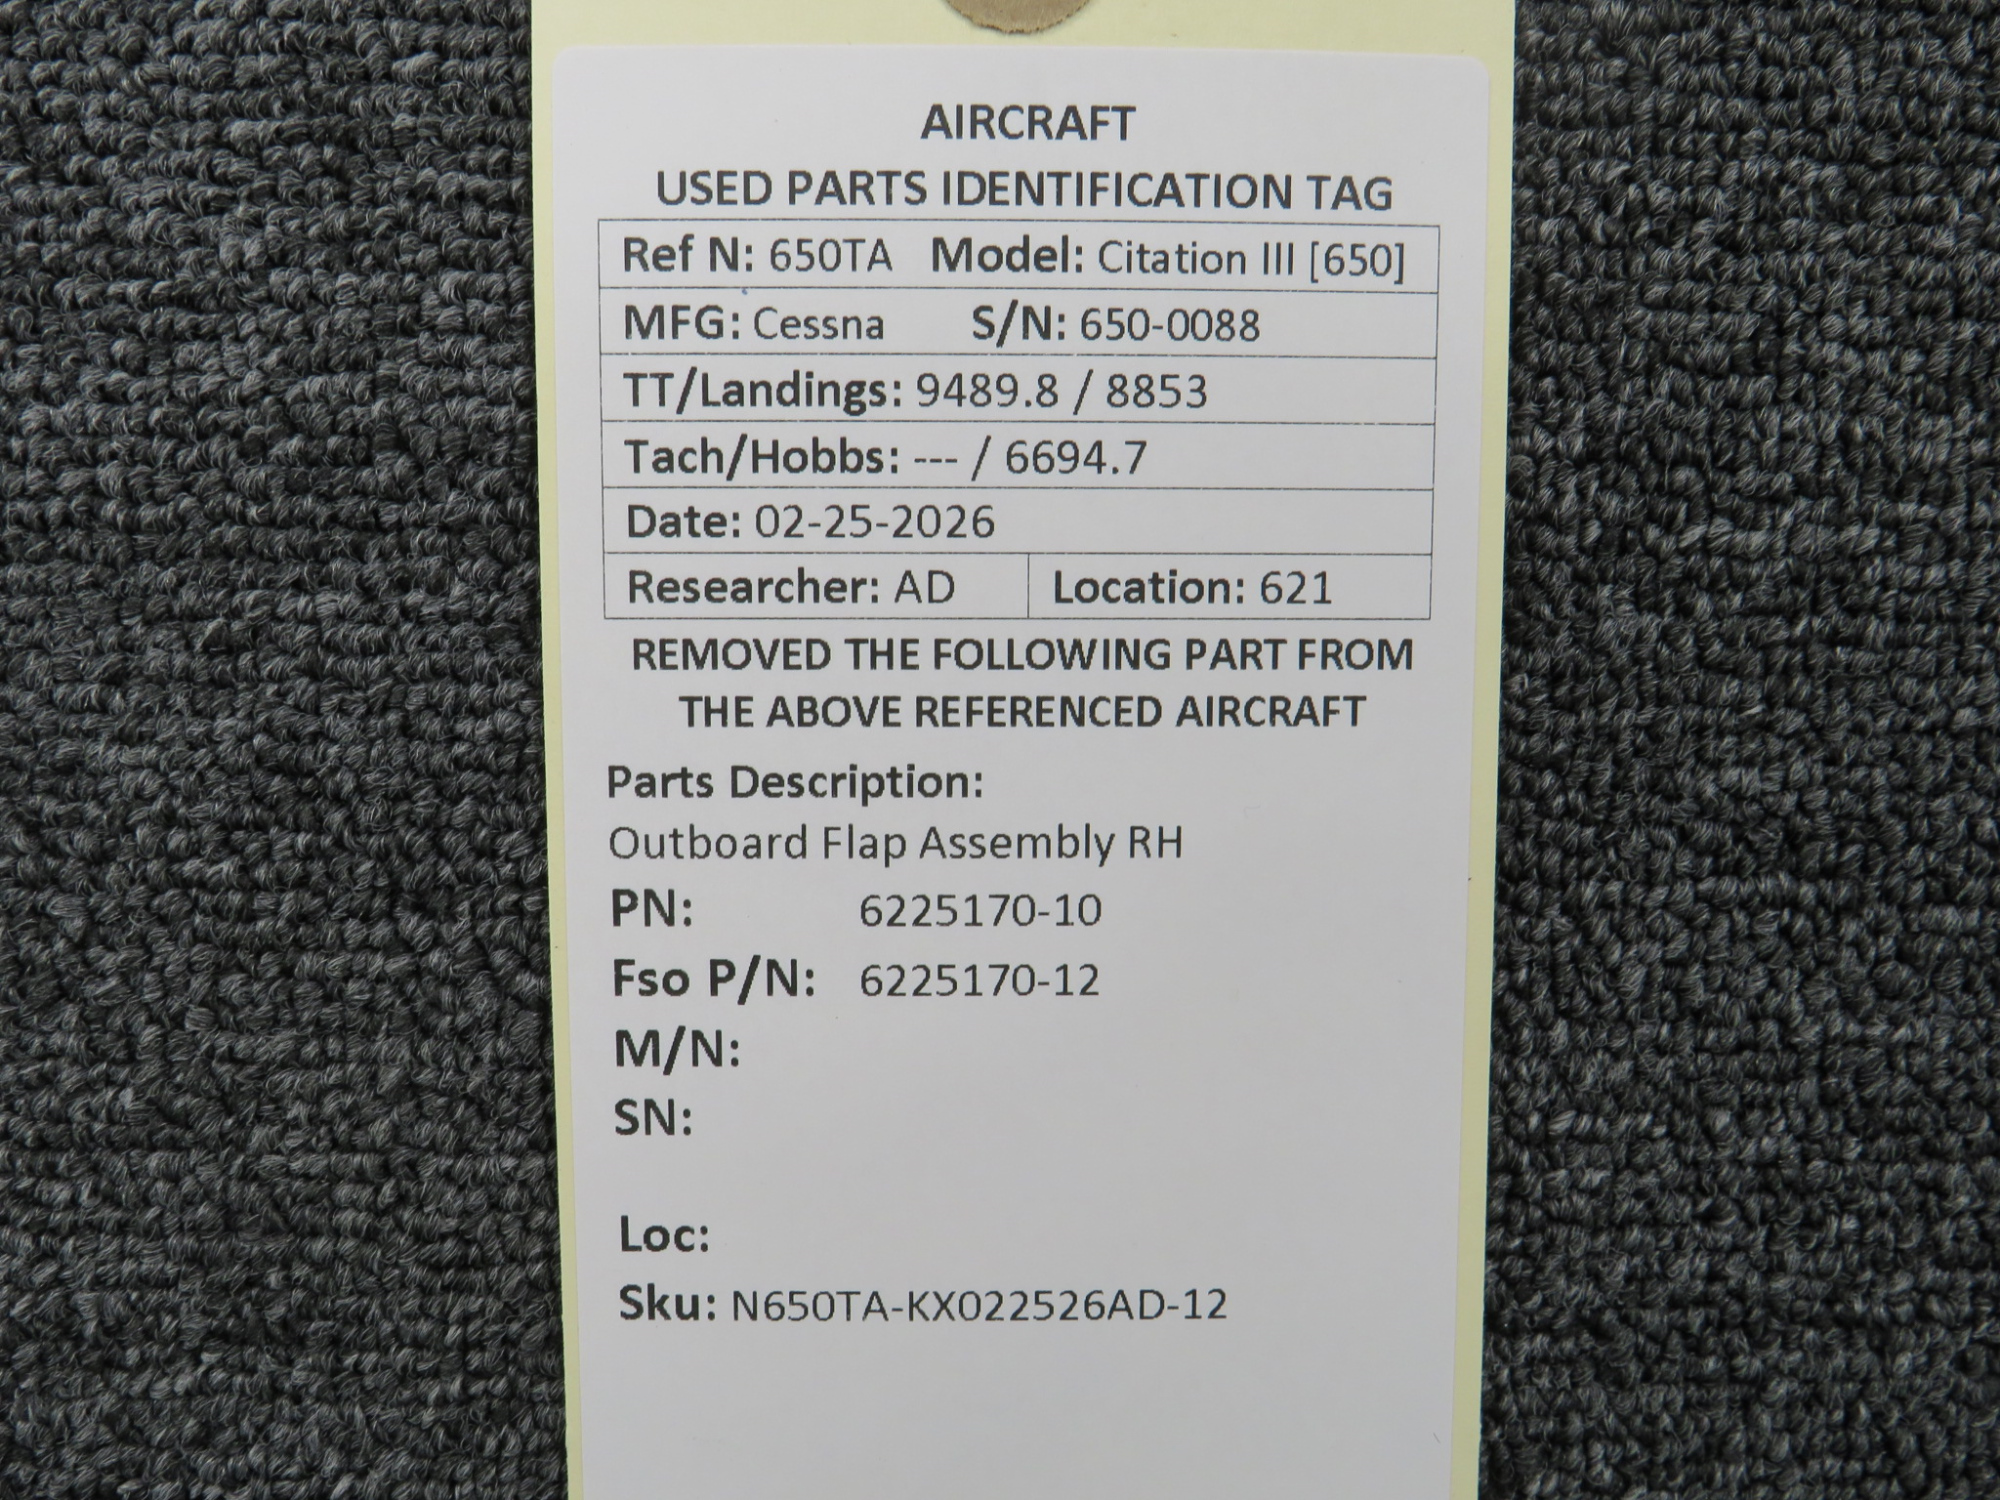 AIRCRAFT
USED PARTS IDENTIFICATION TAG
Ref N: 650TA Model: Citation III [650]
MFG: Cessna S/N: 650-0088
TT/Landings: 9489.8 / 8853
Tach/Hobbs: --- / 6694.7
Date: 02-25-2026
Researcher: AD Location: 621
REMOVED THE FOLLOWING PART FROM
THE ABOVE REFERENCED AIRCRAFT
Parts Description:
Outboard Flap Assembly RH
PN: 6225170-10
Fso P/N: 6225170-12
M/N:
SN:
Loc:
Sku: N650TA-KX022526AD-12